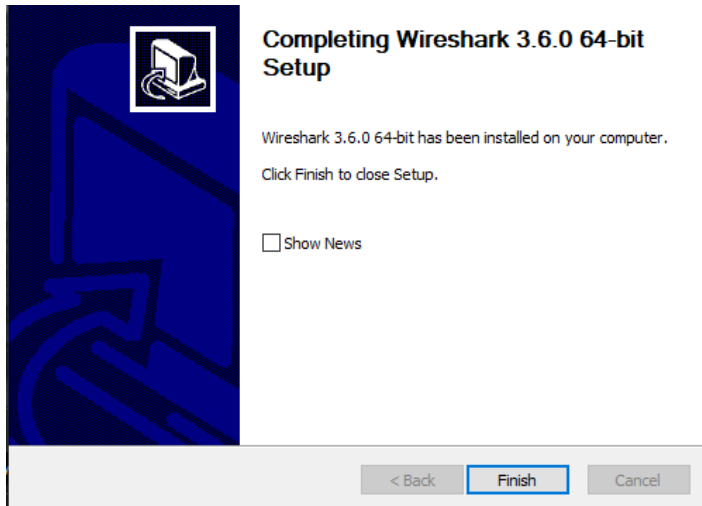 Completing Wireshark 3.6.0 64-bit
Setup
Wireshark 3.6.0 64-bit has been installed on your computer.
Click Finish to close Setup.
Show News
< Back
Finish
Cancel